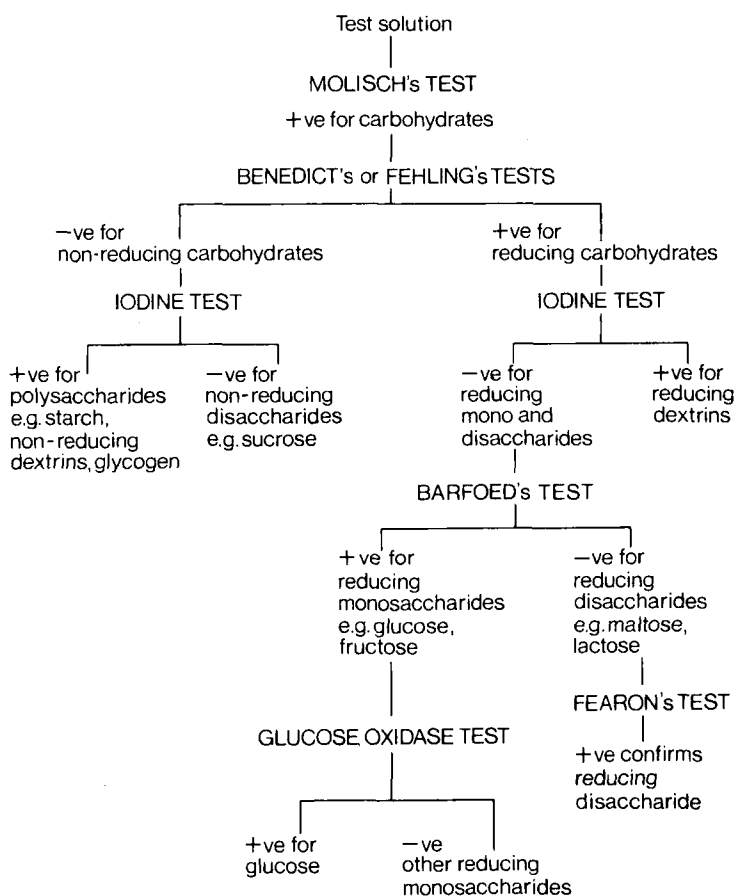 Test solution
MOLISCH's TEST
+ve for carbohydrates
BENEDICT's or FEHLING's TESTS
−ve for
non-reducing carbohydrates
IODINE TEST
+ve for
polysaccharides
e.g. starch,
non-reducing
dextrins, glycogen
−ve for
non-reducing
disaccharides
e.g. sucrose
+ve for
reducing carbohydrates
IODINE TEST
−ve for
reducing
mono and
disaccharides
+ve for
reducing
dextrins
BARFOED's TEST
+ve for
reducing
monosaccharides
e.g. glucose,
fructose
GLUCOSE OXIDASE TEST
+ve for
glucose
−ve
other reducing
monosaccharides
−ve for
reducing
disaccharides
e.g. maltose,
lactose
FEARON's TEST
+ve confirms
reducing
disaccharide